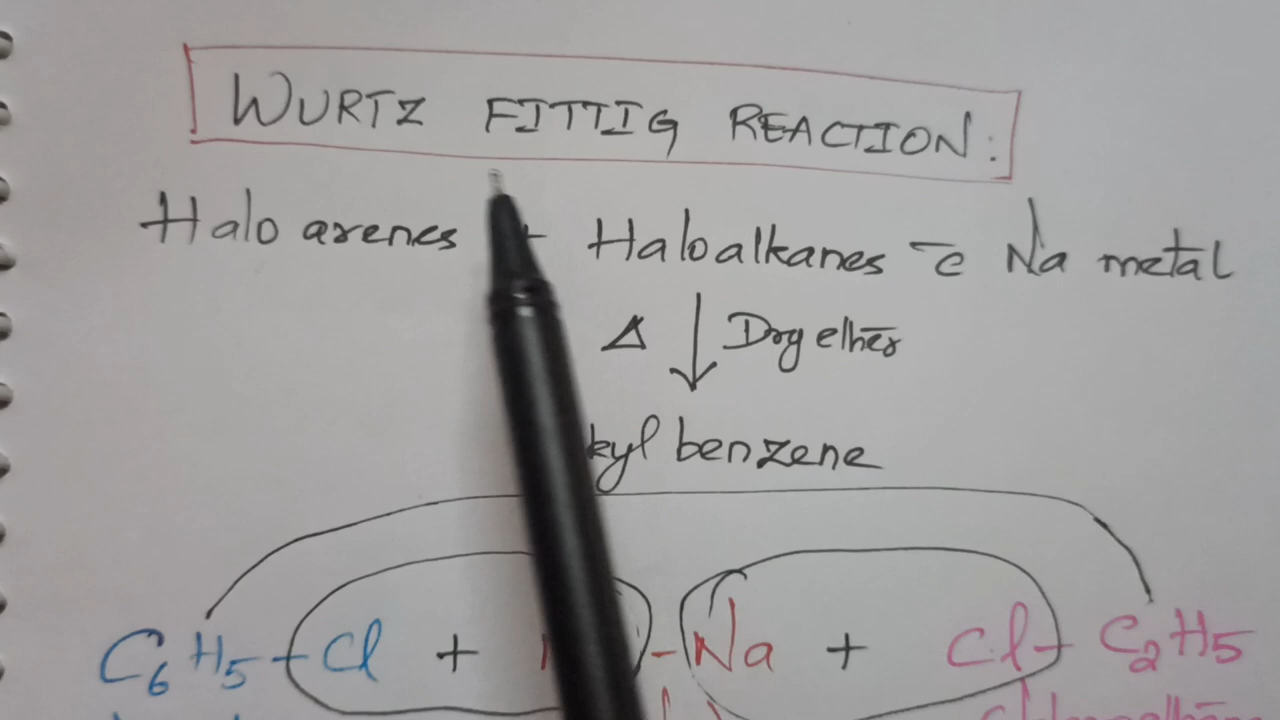 WURTZ FITTIG REACTION:
Halo arenes + Haloalkanes c̄ Na metal
Δ ↓ Dry ether
kyl benzene
C6H5-Cl + -Na + Cl-C2H5